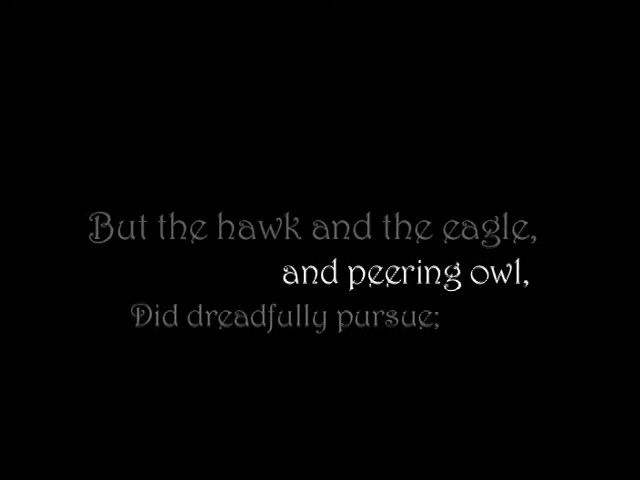 But the hawk and the eagle,
and peering owl,
Did dreadfully pursue;